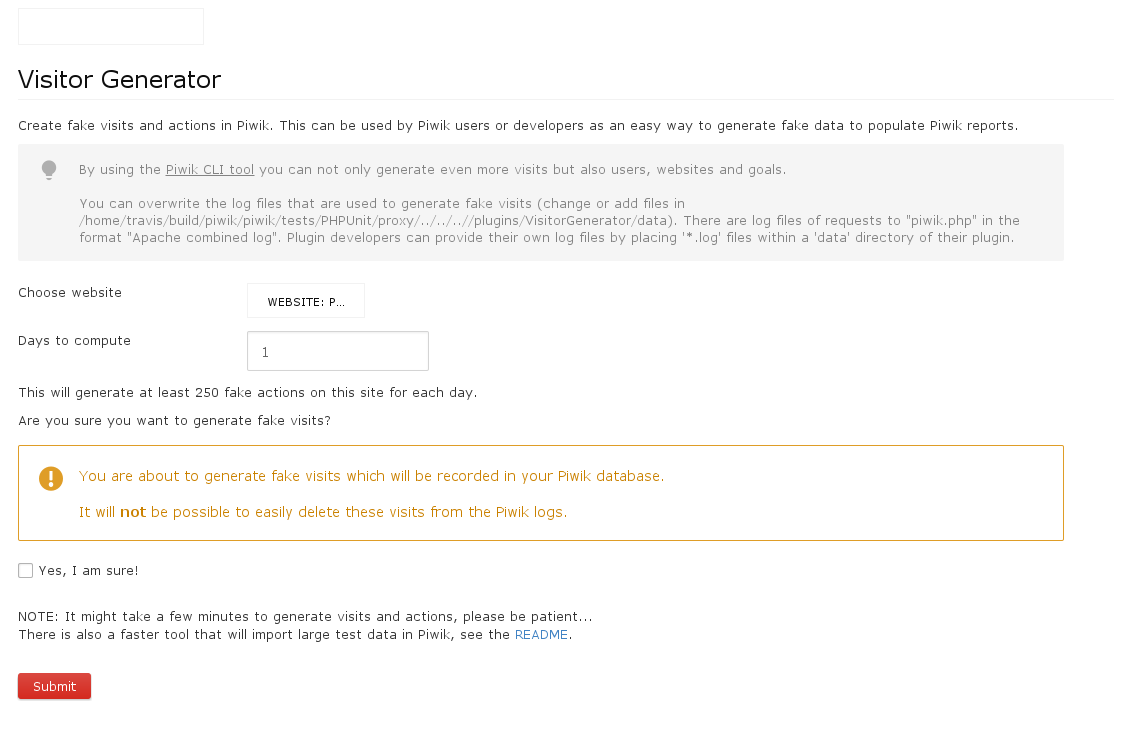 Visitor Generator
Create fake visits and actions in Piwik. This can be used by Piwik users or developers as an easy way to generate fake data to populate Piwik reports.
By using the Piwik CLI tool you can not only generate even more visits but also users, websites and goals.
You can overwrite the log files that are used to generate fake visits (change or add files in
/home/travis/build/piwik/piwik/tests/PHPUnit/proxy/../../..//plugins/VisitorGenerator/data). There are log files of requests to "piwik.php" in the
format "Apache combined log". Plugin developers can provide their own log files by placing '*.log' files within a 'data' directory of their plugin.
Choose website
WEBSITE: P...
Days to compute
1
This will generate at least 250 fake actions on this site for each day.
Are you sure you want to generate fake visits?
You are about to generate fake visits which will be recorded in your Piwik database.
It will not be possible to easily delete these visits from the Piwik logs.
Yes, I am sure!
NOTE: It might take a few minutes to generate visits and actions, please be patient...
There is also a faster tool that will import large test data in Piwik, see the README.
Submit